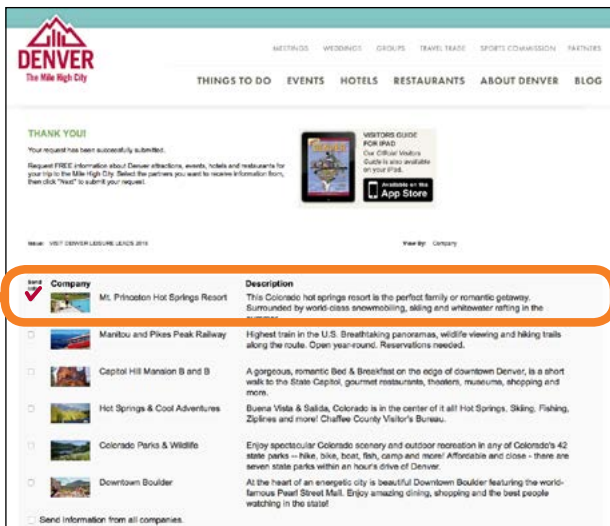 DENVER
The Mile High City
MEETINGS WEDDINGS GROUPS TRAVEL TRADE SPORTS COMMISSION PARTNERS
THINGS TO DO EVENTS HOTELS RESTAURANTS ABOUT DENVER BLOG
THANK YOU!
Your request has been successfully submitted.
Request FREE information about Denver attractions, events, hotels and restaurants for
your trip to the Mile High City. Select the partners you want to receive information from,
then click "Next" to submit your request.
VISITORS GUIDE
FOR IPAD
Our Official Visitors
Guide is also available
on your iPad.
Available on the
App Store
Issue: VISIT DENVER LEISURE LEADS 2015
View By: Company
Send
Company Description
Mt. Princeton Hot Springs Resort
This Colorado hot springs resort is the perfect family or romantic getaway.
Surrounded by world-class snowmobiling, skiing and whitewater rafting in the
summer.
Manitou and Pikes Peak Railway
Highest train in the U.S. Breathtaking panoramas, wildlife viewing and hiking trails
along the route. Open year-round. Reservations needed.
Capitol Hill Mansion B and B
A gorgeous, romantic Bed & Breakfast on the edge of downtown Denver, is a short
walk to the State Capitol, gourmet restaurants, theaters, museums, shopping and
more.
Hot Springs & Cool Adventures
Buena Vista & Salida, Colorado is in the center of it all! Hot Springs, Skiing, Fishing,
Ziplines and more! Chaffee County Visitor's Bureau.
Colorado Parks & Wildlife
Enjoy spectacular Colorado scenery and outdoor recreation in any of Colorado's 42
state parks -- hike, bike, boat, fish, camp and more! Affordable and close - there are
seven state parks within an hour's drive of Denver.
Downtown Boulder
At the heart of an energetic city is beautiful Downtown Boulder featuring the world-
famous Pearl Street Mall. Enjoy amazing dining, shopping and the best people
watching in the state!
Send information from all companies.